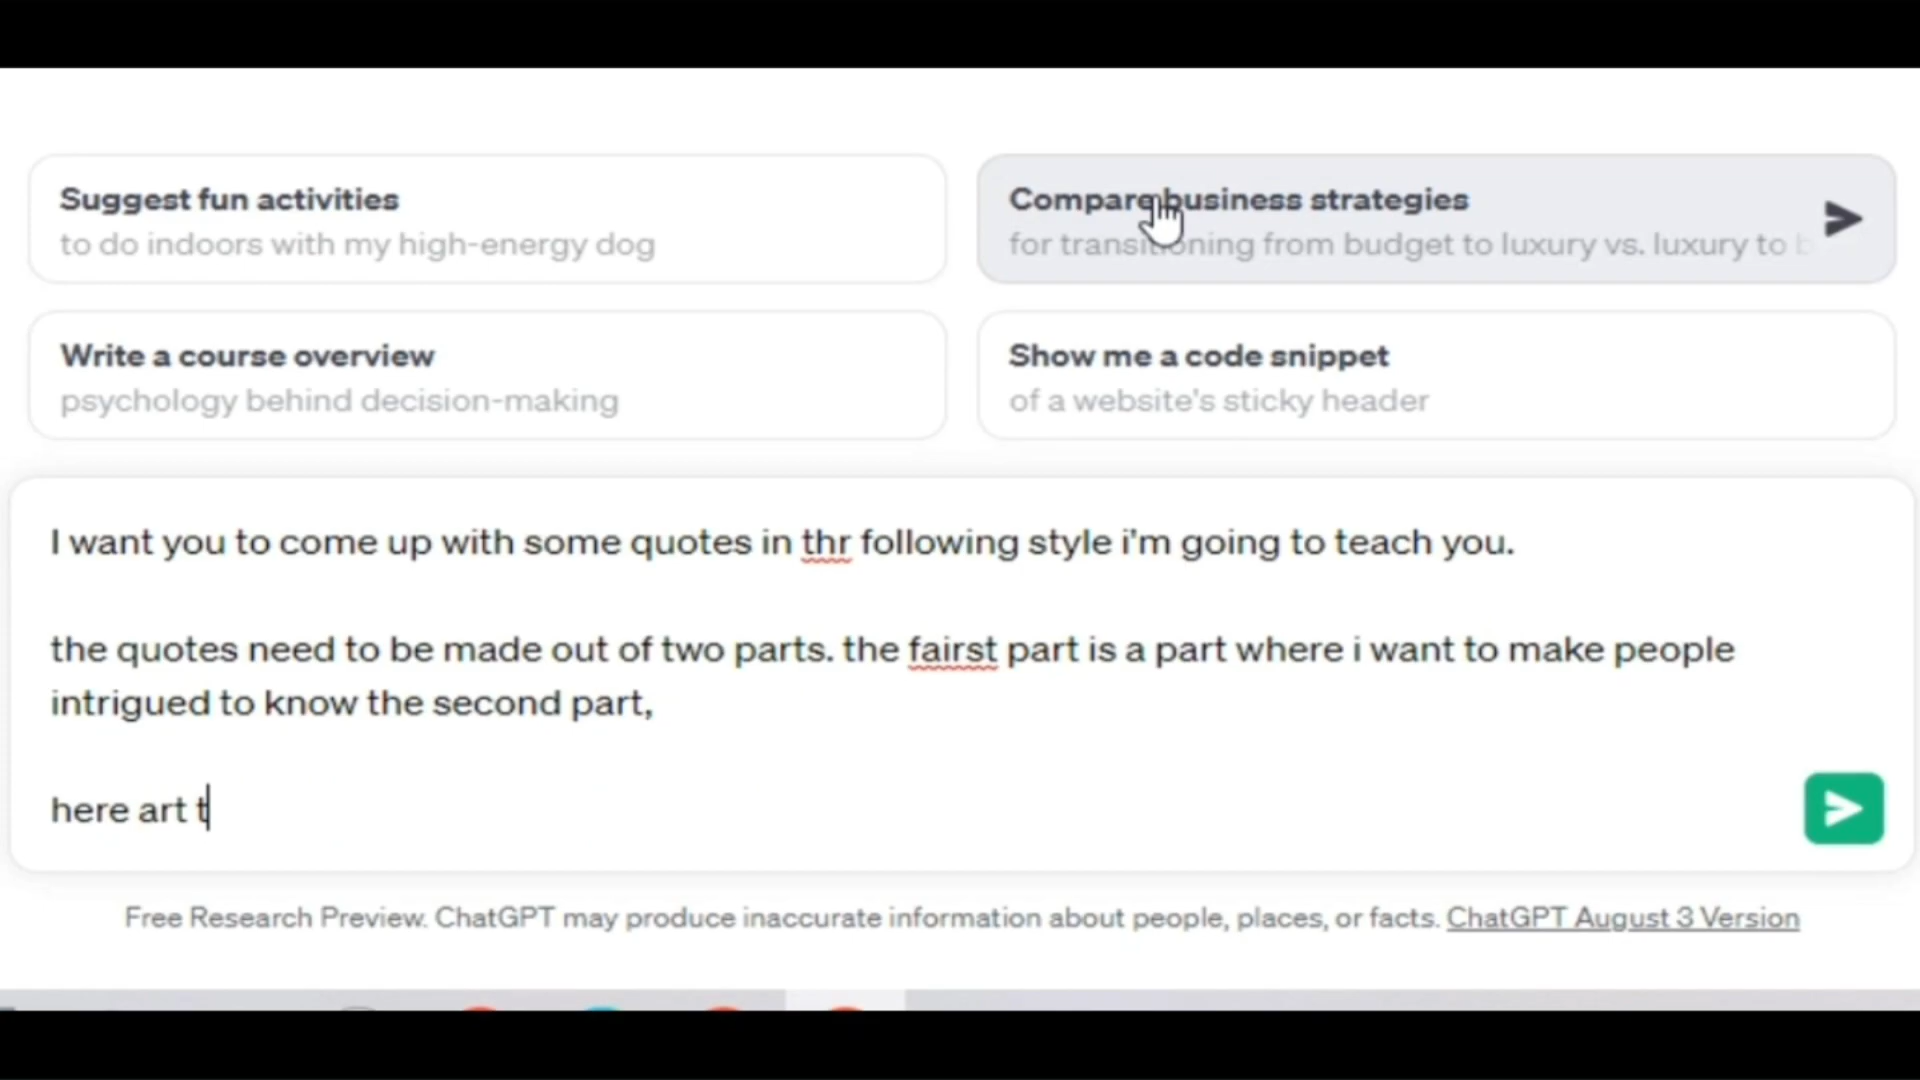 Suggest fun activities
to do indoors with my high-energy dog
Compare business strategies
for transitioning from budget to luxury vs. luxury to b
Write a course overview
psychology behind decision-making
Show me a code snippet
of a website's sticky header
I want you to come up with some quotes in thr following style i'm going to teach you.
the quotes need to be made out of two parts. the fairst part is a part where i want to make people
intrigued to know the second part,
here art t
Free Research Preview. ChatGPT may produce inaccurate information about people, places, or facts. ChatGPT August 3 Version